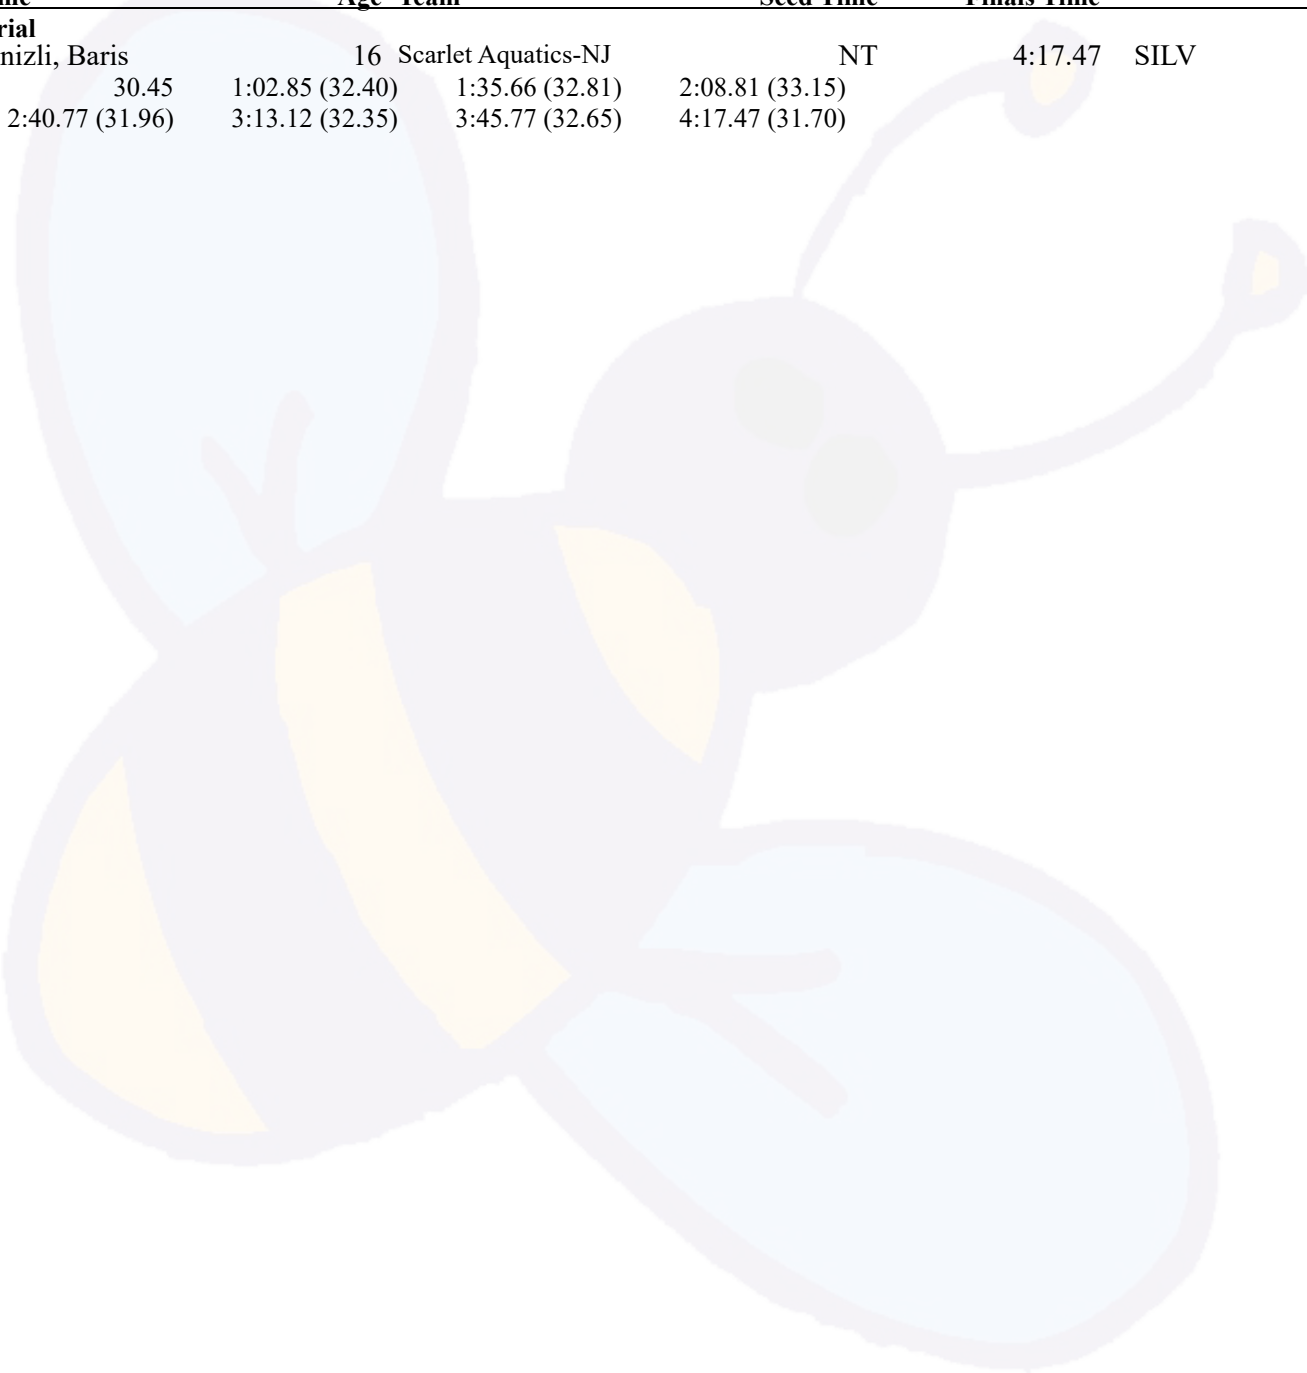 Age Team Seed Time Finals Time
rial
nizli, Baris 16 Scarlet Aquatics-NJ NT 4:17.47 SILV
30.45 1:02.85 (32.40) 1:35.66 (32.81) 2:08.81 (33.15)
2:40.77 (31.96) 3:13.12 (32.35) 3:45.77 (32.65) 4:17.47 (31.70)